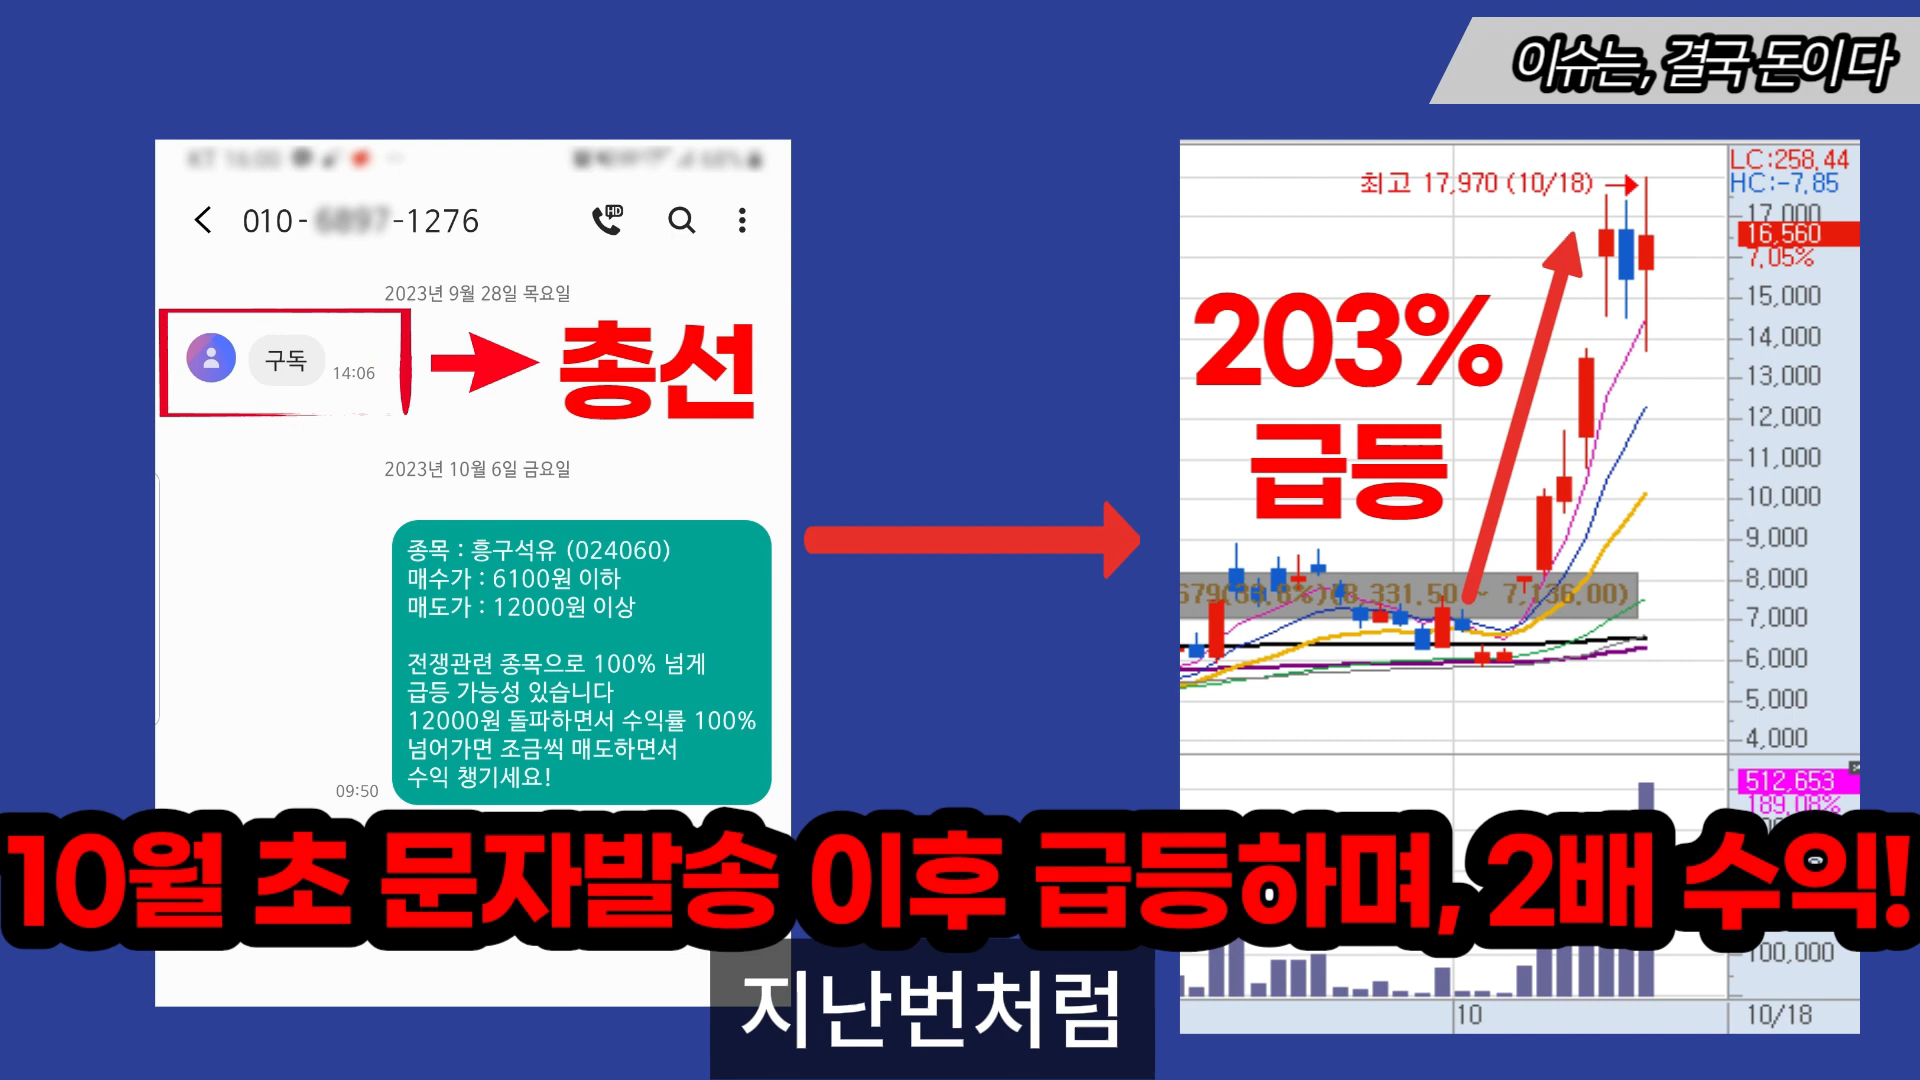 이슈는, 결국 돈이다
010-
-1276
2023년 9월 28일 목요일
구독
14:06
총선
2023년 10월 6일 금요일
종목 : 흥구석유 (024060)
매수가 : 6100원 이하
매도가 : 12000원 이상
전쟁관련 종목으로 100% 넘게
급등 가능성 있습니다
12000원 돌파하면서 수익률 100%
넘어가면 조금씩 매도하면서
수익 챙기세요!
09:50
최고 17,970 (10/18)
LC:258.44
HC:-7.85
17,000
16,560
7.05%
15,000
14,000
13,000
12,000
11,000
10,000
9,000
8,000
7,000
6,000
5,000
4,000
203%
급등
(8,331.50 ~ 7,136.00)
512,653
189.08%
100,000
10
10/18
10월 초 문자발송 이후 급등하며, 2배 수익!
지난번처럼